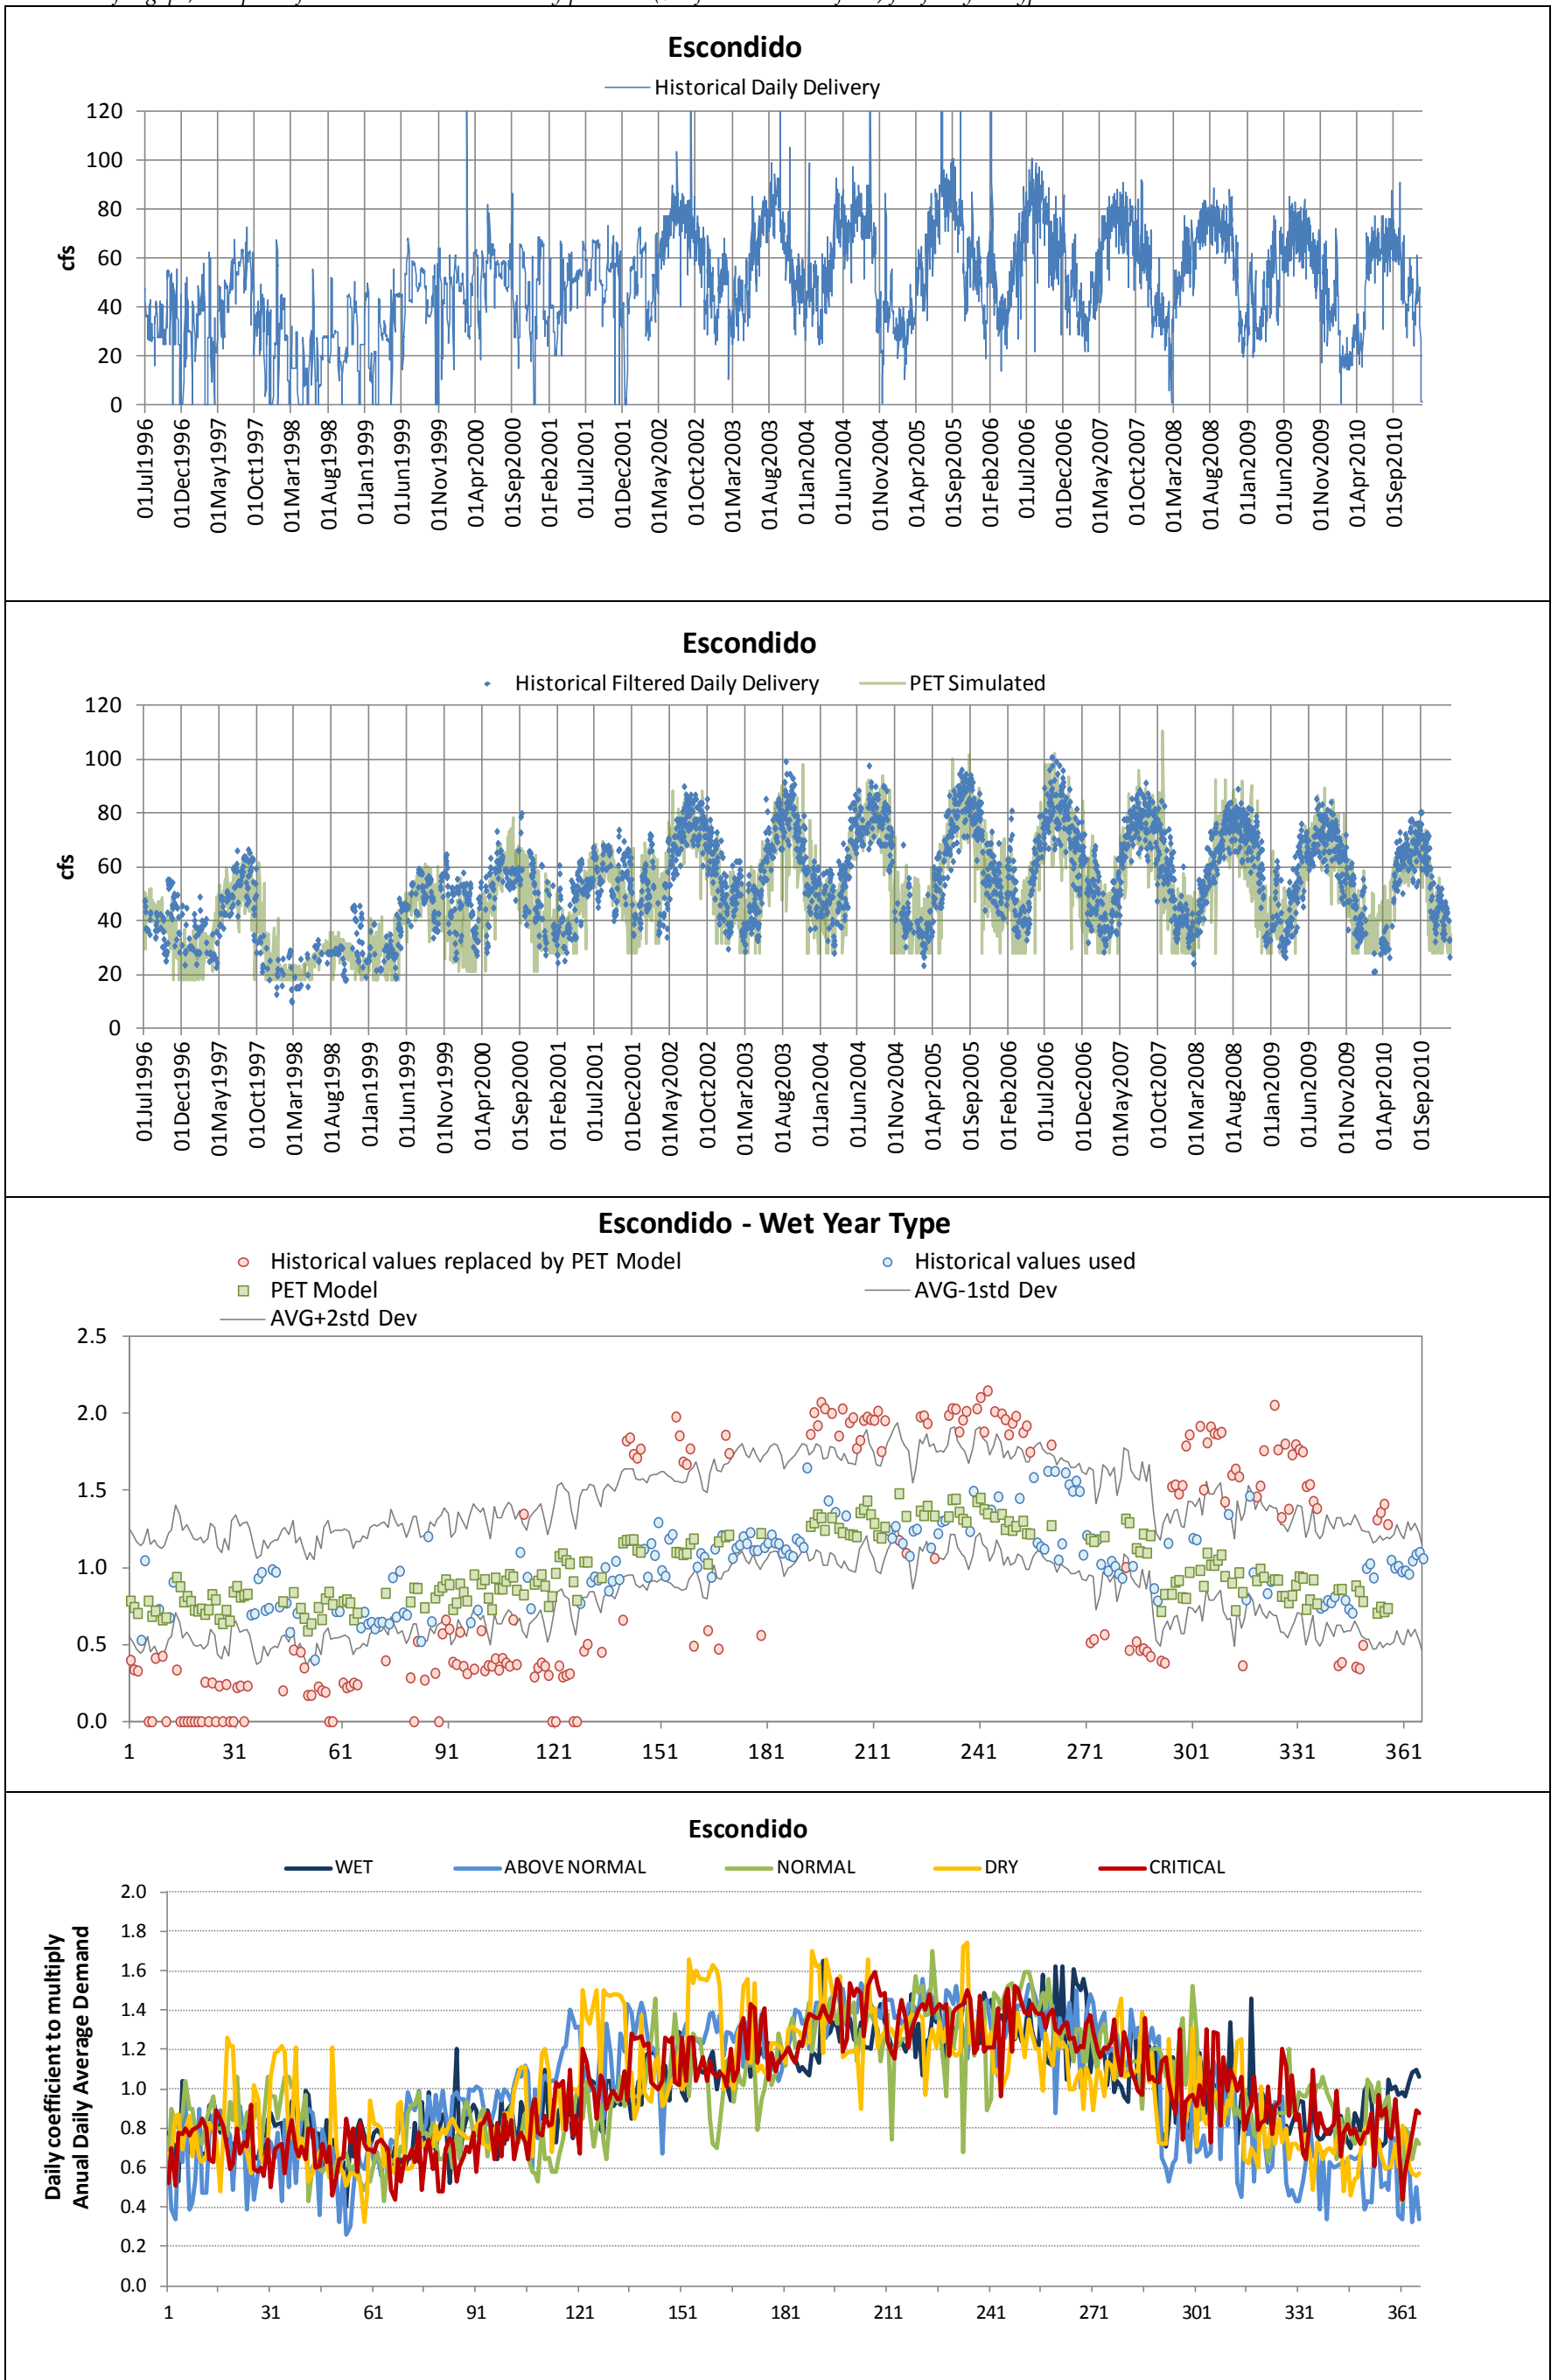 Escondido
Historical Daily Delivery
120
100
80
60
40
20
0
cfs
01Jul1996
01Dec1996
01May1997
01Oct1997
01Mar1998
01Aug1998
01Jan1999
01Jun1999
01Nov1999
01Apr2000
01Sep2000
01Feb2001
01Jul2001
01Dec2001
01May2002
01Oct2002
01Mar2003
01Aug2003
01Jan2004
01Jun2004
01Nov2004
01Apr2005
01Sep2005
01Feb2006
01Jul2006
01Dec2006
01May2007
01Oct2007
01Mar2008
01Aug2008
01Jan2009
01Jun2009
01Nov2009
01Apr2010
01Sep2010
Escondido
Historical Filtered Daily Delivery PET Simulated
120
100
80
60
40
20
0
cfs
01Jul1996
01Dec1996
01May1997
01Oct1997
01Mar1998
01Aug1998
01Jan1999
01Jun1999
01Nov1999
01Apr2000
01Sep2000
01Feb2001
01Jul2001
01Dec2001
01May2002
01Oct2002
01Mar2003
01Aug2003
01Jan2004
01Jun2004
01Nov2004
01Apr2005
01Sep2005
01Feb2006
01Jul2006
01Dec2006
01May2007
01Oct2007
01Mar2008
01Aug2008
01Jan2009
01Jun2009
01Nov2009
01Apr2010
01Sep2010
Escondido - Wet Year Type
Historical values replaced by PET Model Historical values used
PET Model AVG-1std Dev
AVG+2std Dev
2.5
2.0
1.5
1.0
0.5
0.0
1 31 61 91 121 151 181 211 241 271 301 331 361
Escondido
WET ABOVE NORMAL NORMAL DRY CRITICAL
2.0
1.8
1.6
1.4
1.2
1.0
0.8
0.6
0.4
0.2
0.0
Daily coefficient to multiply
Anual Daily Average Demand
1 31 61 91 121 151 181 211 241 271 301 331 361